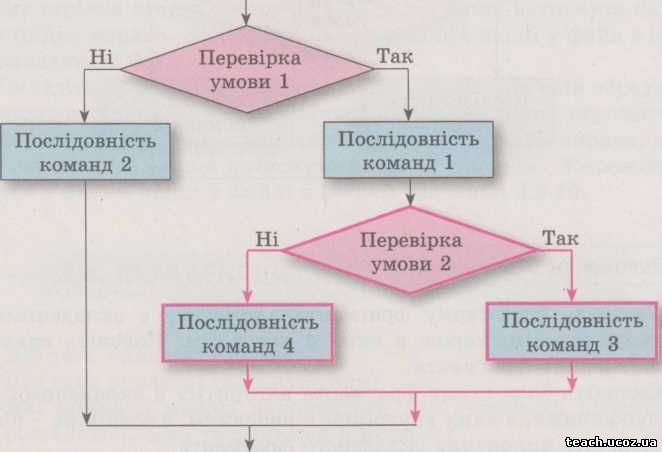 Ні
Перевірка
умови 1
Так
Послідовність
команд 2
Послідовність
команд 1
Ні
Перевірка
умови 2
Так
Послідовність
команд 4
Послідовність
команд 3
teach.ucoz.ua